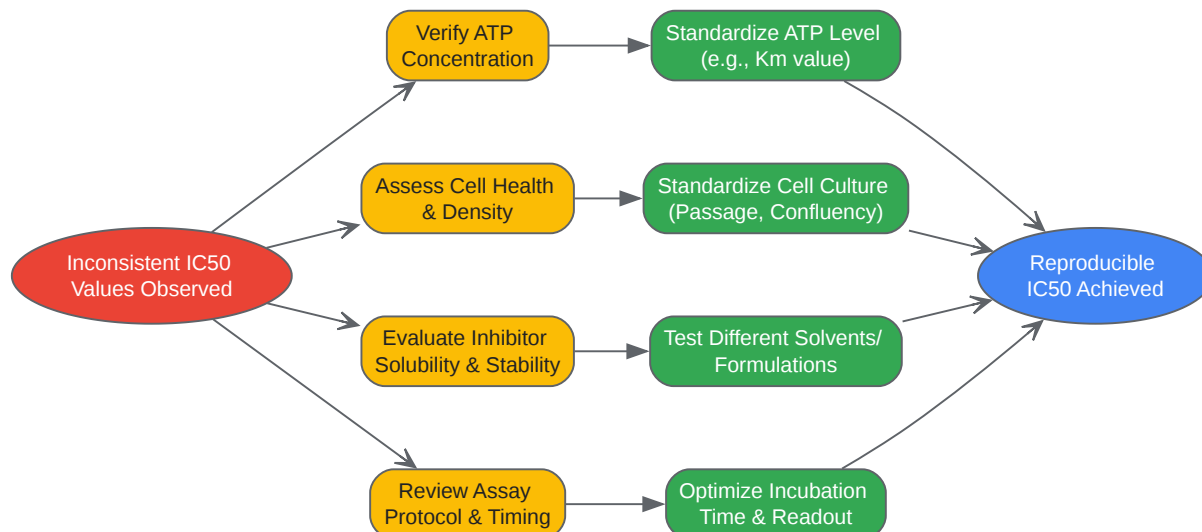 Verify ATP
Concentration
Standardize ATP Level
(e.g., Km value)
Assess Cell Health
& Density
Standardize Cell Culture
(Passage, Confluency)
Inconsistent IC50
Values Observed
Reproducible
IC50 Achieved
Evaluate Inhibitor
Solubility & Stability
Test Different Solvents/
Formulations
Review Assay
Protocol & Timing
Optimize Incubation
Time & Readout